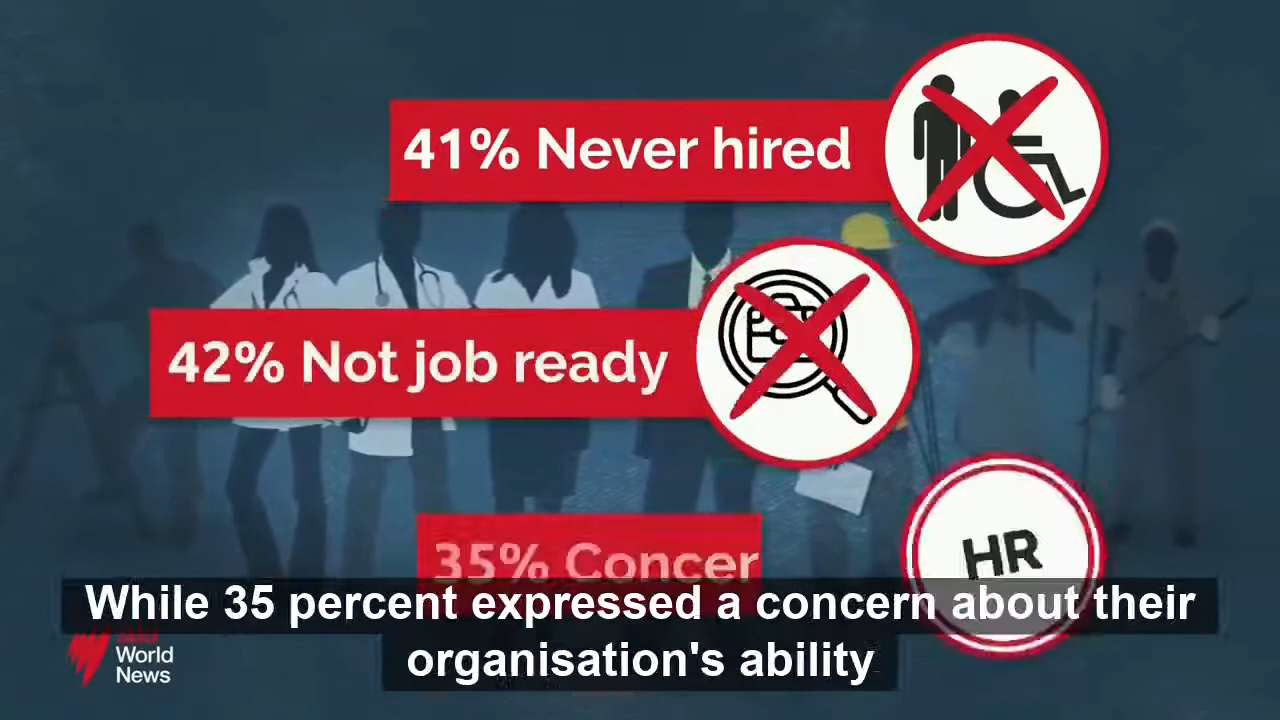 41% Never hired
42% Not job ready
35% Concer
HR
While 35 percent expressed a concern about their
organisation's ability
World
News